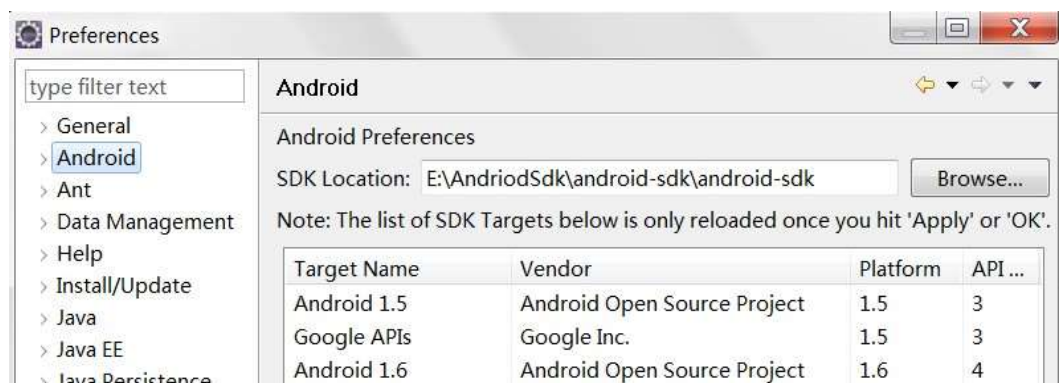 Preferences
type filter text
General
Android
Ant
Data Management
Help
Install/Update
Java
Java EE
Java Persistence
Android
Android Preferences
SDK Location: E:\AndriodSdk\android-sdk\android-sdk Browse...
Note: The list of SDK Targets below is only reloaded once you hit 'Apply' or 'OK'.
Target Name Vendor Platform API ...
Android 1.5 Android Open Source Project 1.5 3
Google APIs Google Inc. 1.5 3
Android 1.6 Android Open Source Project 1.6 4